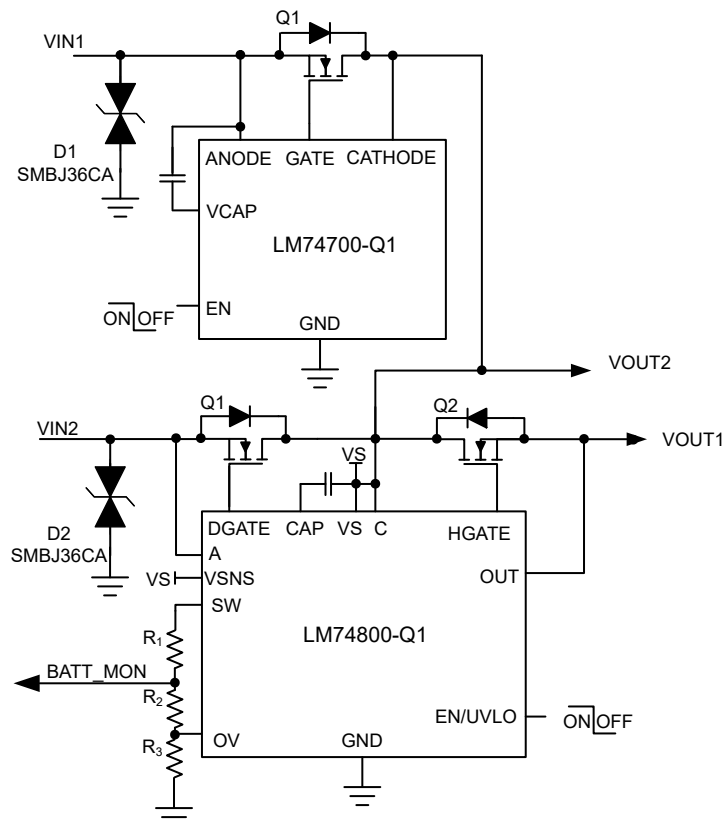 Q1
VIN1
D1
SMBJ36CA
ANODE GATE CATHODE
VCAP
LM74700-Q1
EN
ON OFF
GND
VOUT2
Q1
Q2
VIN2
VOUT1
VS
D2
SMBJ36CA
DGATE CAP VS C HGATE
A
VS VSNS
OUT
SW
R1
LM74800-Q1
BATT_MON
R2
EN/UVLO
ON OFF
R3
OV
GND